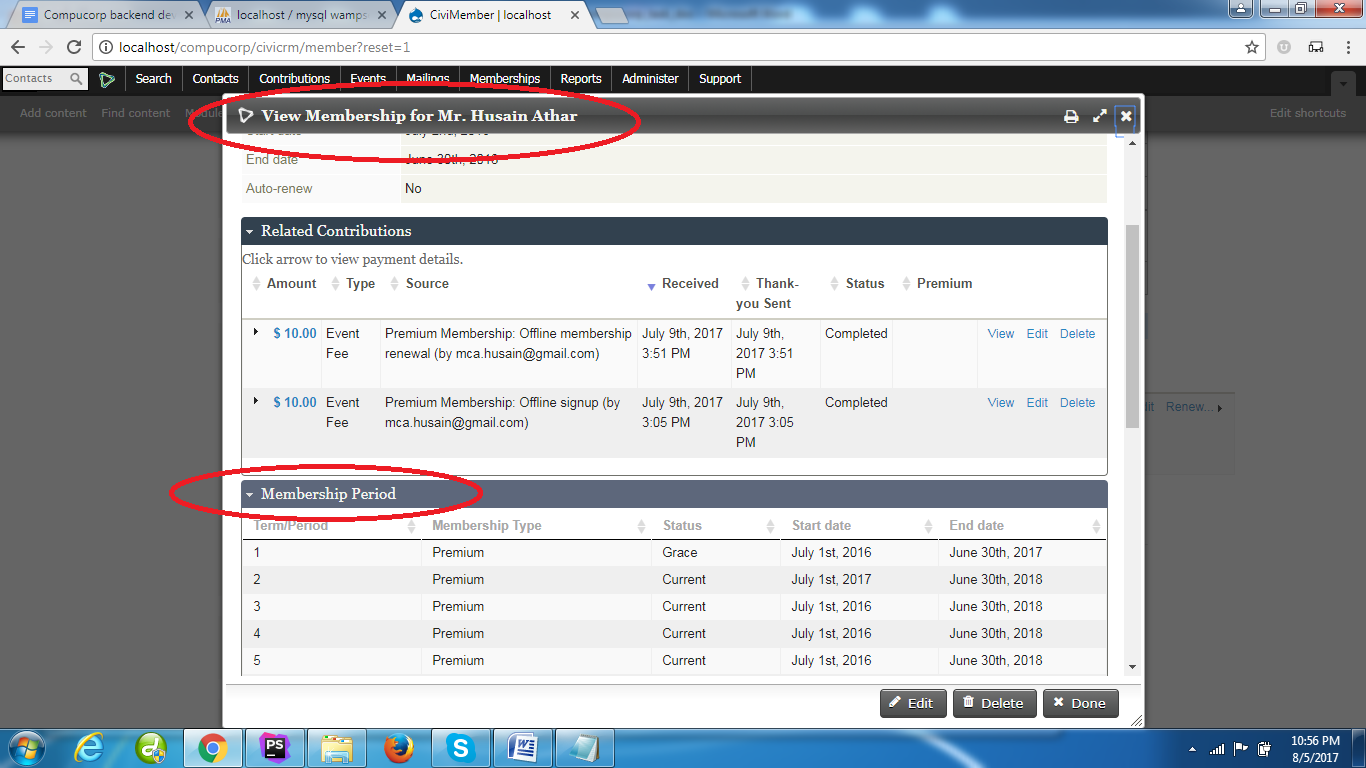 Compucorp backend dev
localhost / mysql wamps
CiviMember | localhost
localhost/compucorp/civicrm/member?reset=1
Contacts Search Contacts Contributions Events Mailings Memberships Reports Administer Support
Add content Find content Edit shortcuts
View Membership for Mr. Husain Athar
End date
Auto-renew No
Related Contributions
Click arrow to view payment details.
Amount Type Source Received Thank-
you Sent Status Premium
$ 10.00 Event
Fee Premium Membership: Offline membership
renewal (by mca.husain@gmail.com) July 9th, 2017
3:51 PM July 9th,
2017 3:51
PM Completed View Edit Delete
$ 10.00 Event
Fee Premium Membership: Offline signup (by
mca.husain@gmail.com) July 9th, 2017
3:05 PM July 9th,
2017 3:05
PM Completed View Edit Delete
Renew...
Membership Period
Term/Period Membership Type Status Start date End date
1 Premium Grace July 1st, 2016 June 30th, 2017
2 Premium Current July 1st, 2017 June 30th, 2018
3 Premium Current July 1st, 2016 June 30th, 2018
4 Premium Current July 1st, 2016 June 30th, 2018
5 Premium Current July 1st, 2016 June 30th, 2018
Edit Delete Done
10:56 PM
8/5/2017